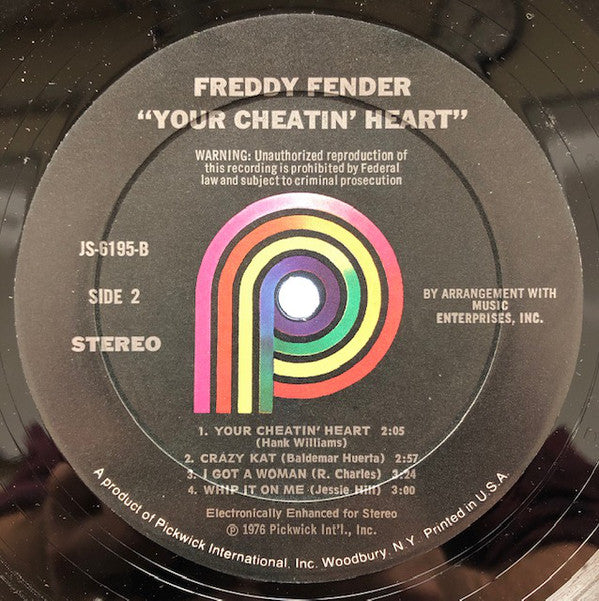 FREDDY FENDER
"YOUR CHEATIN' HEART"
WARNING: Unauthorized reproduction of
this recording is prohibited by Federal
law and subject to criminal prosecution
JS-6195-B
SIDE 2
STEREO
BY ARRANGEMENT WITH
MUSIC
ENTERPRISES, INC.
1. YOUR CHEATIN' HEART 2:05
(Hank Williams)
2. CRAZY KAT (Baldemar Huerta) 2:57
3. I GOT A WOMAN (R. Charles) 3:24
4. WHIP IT ON ME (Jessie Hill) 3:00
Electronically Enhanced for Stereo
℗ 1976 Pickwick Int'l., Inc.
A product of Pickwick International, Inc. Woodbury, N.Y. Printed in U.S.A.